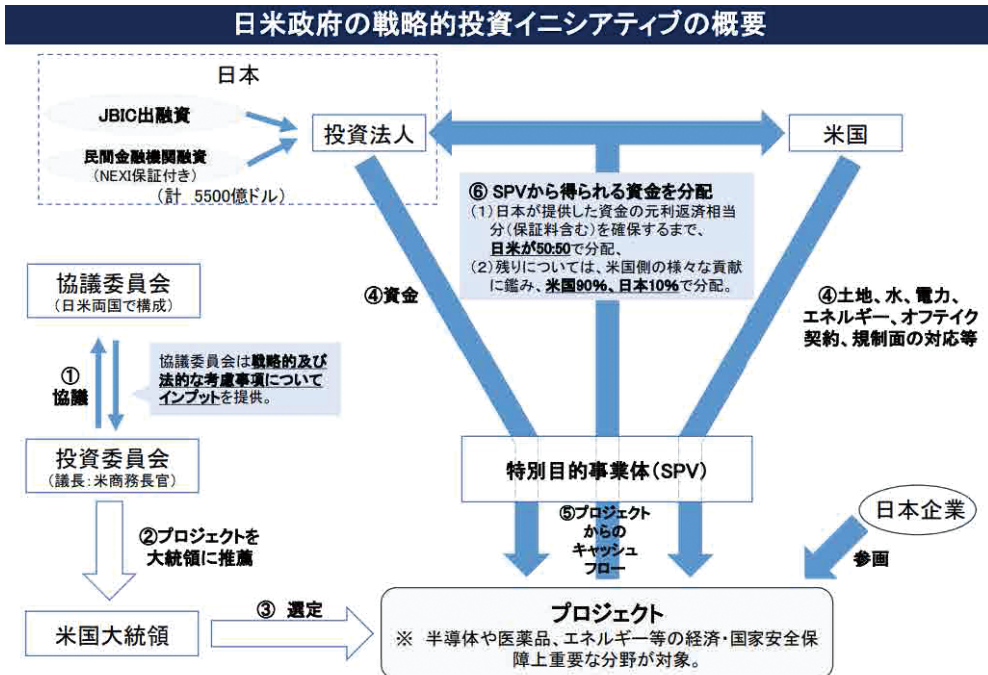 日米政府の戦略的投資イニシアティブの概要
日本
JBIC出融資
民間金融機関融資
(NEXI保証付き)
(計 5500億ドル)
投資法人
米国
⑥ SPVから得られる資金を分配
(1)日本が提供した資金の元利返済相当
分(保証料含む)を確保するまで、
日米が50:50で分配、
(2)残りについては、米国側の様々な貢献
に鑑み、米国90%、日本10%で分配。
④資金
④土地、水、電力、
エネルギー、オフテイク
契約、規制面の対応等
協議委員会
(日米両国で構成)
①
協議
協議委員会は戦略的及び
法的な考慮事項について
インプットを提供。
投資委員会
(議長:米商務長官)
②プロジェクトを
大統領に推薦
米国大統領
③ 選定
特別目的事業体(SPV)
⑤プロジェクト
からの
キャッシュ
フロー
日本企業
参画
プロジェクト
※ 半導体や医薬品、エネルギー等の経済・国家安全保
障上重要な分野が対象。